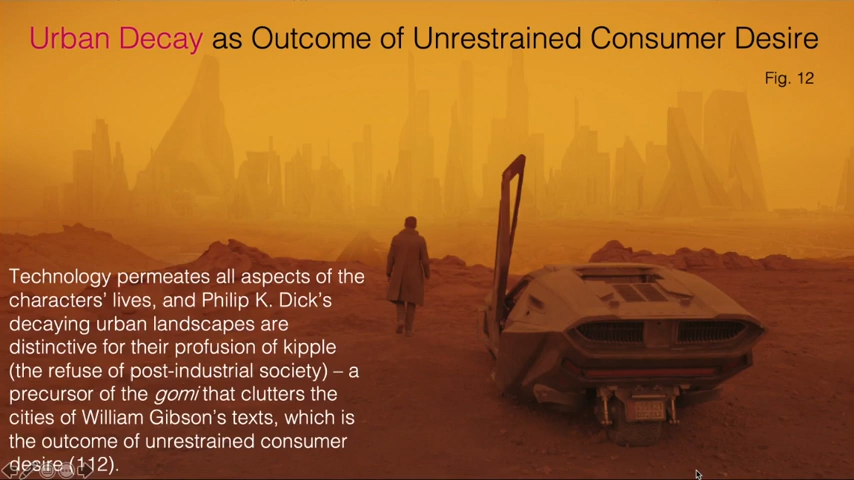 Urban Decay as Outcome of Unrestrained Consumer Desire
Fig. 12
Technology permeates all aspects of the
characters' lives, and Philip K. Dick's
decaying urban landscapes are
distinctive for their profusion of kipple
(the refuse of post-industrial society) – a
precursor of the gomi that clutters the
cities of William Gibson's texts, which is
the outcome of unrestrained consumer
desire (112).